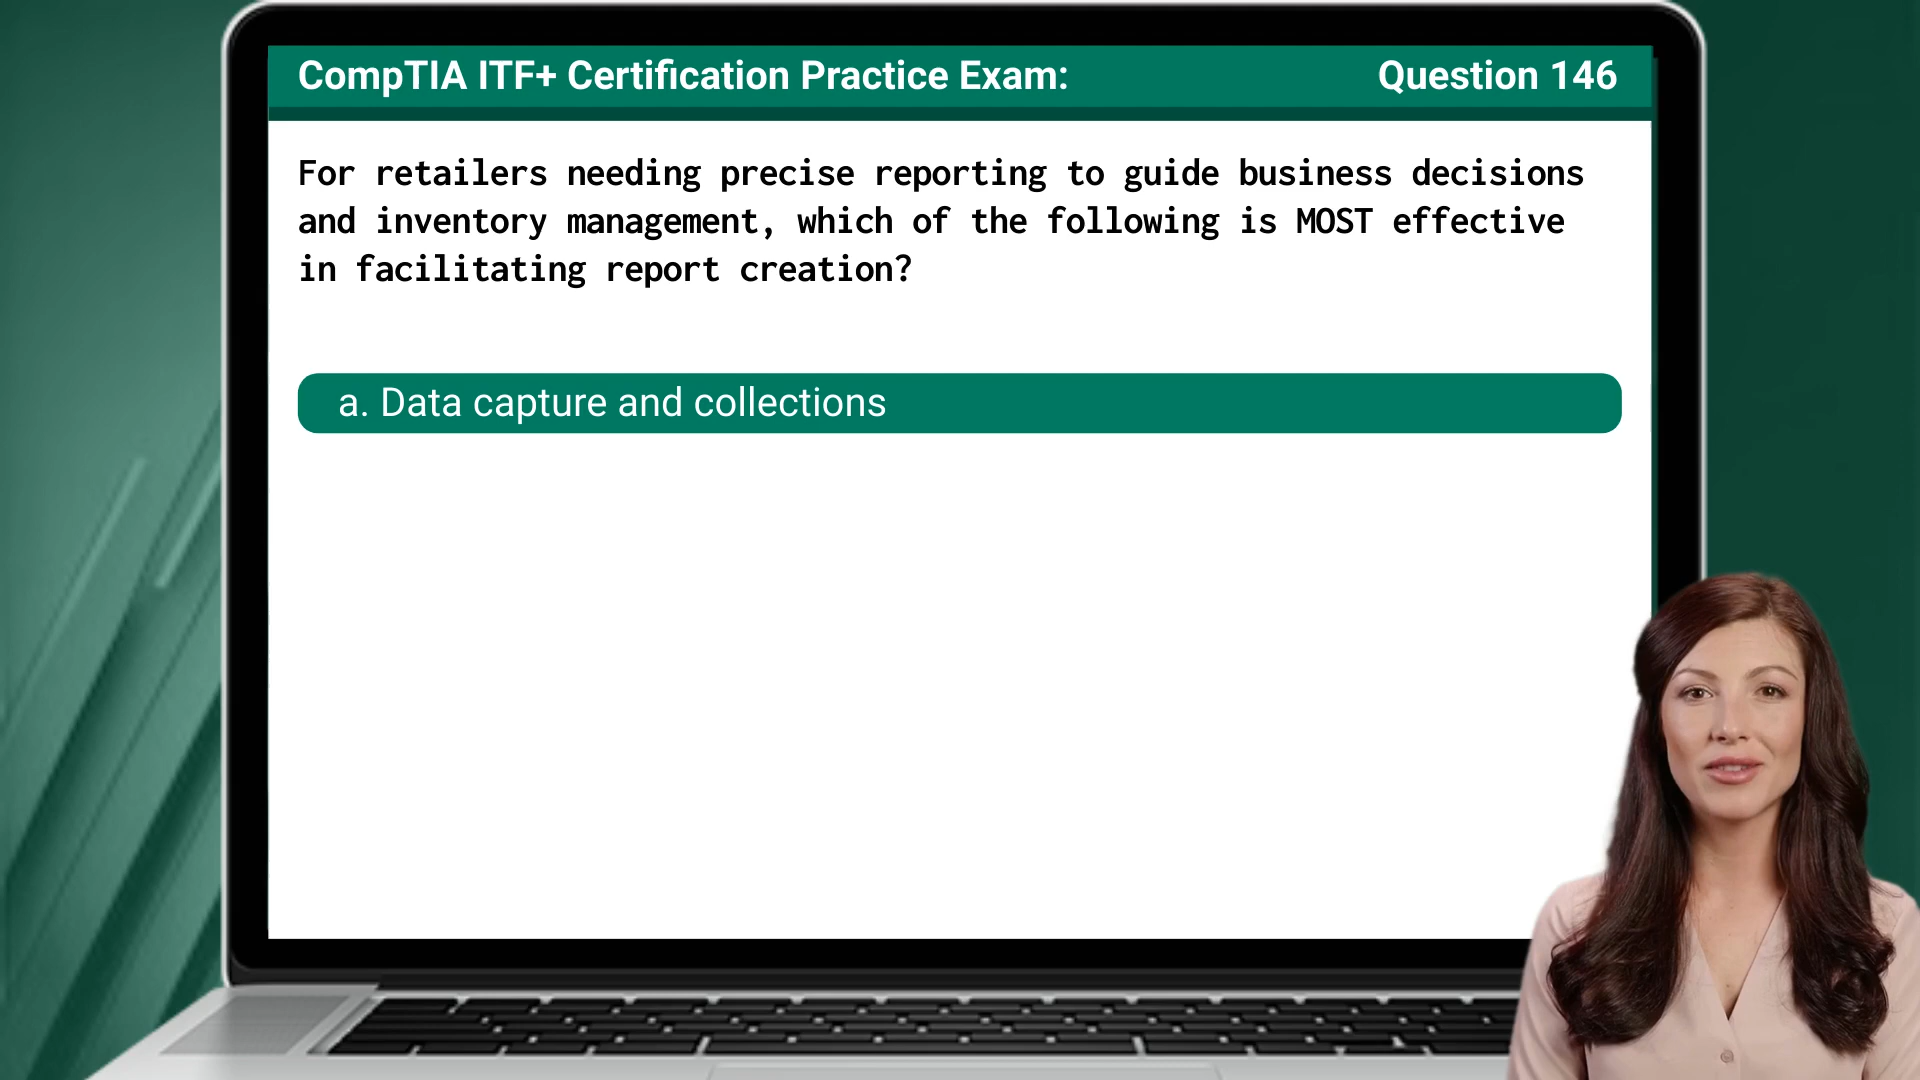 CompTIA ITF+ Certification Practice Exam:
Question 146
For retailers needing precise reporting to guide business decisions
and inventory management, which of the following is MOST effective
in facilitating report creation?
a. Data capture and collections